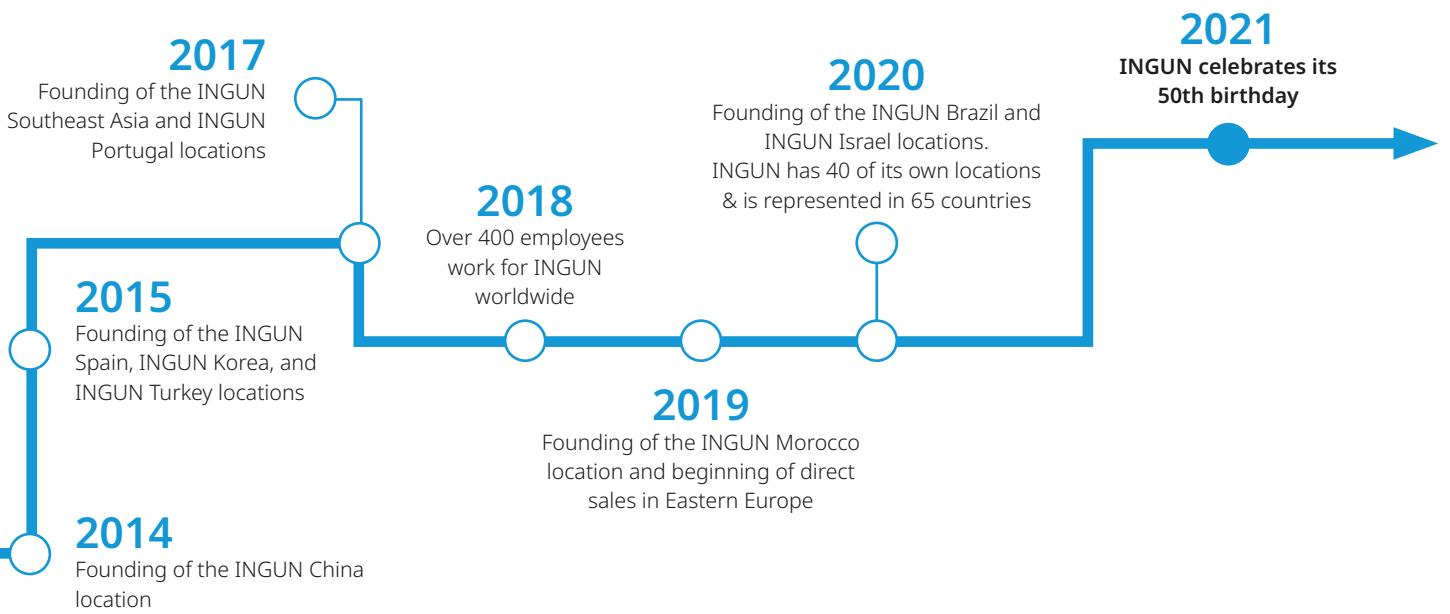 2017
Founding of the INGUN
Southeast Asia and INGUN
Portugal locations
2020
Founding of the INGUN Brazil and
INGUN Israel locations.
INGUN has 40 of its own locations
& is represented in 65 countries
2021
INGUN celebrates its
50th birthday
2018
Over 400 employees
work for INGUN
worldwide
2015
Founding of the INGUN
Spain, INGUN Korea, and
INGUN Turkey locations
2019
Founding of the INGUN Morocco
location and beginning of direct
sales in Eastern Europe
2014
Founding of the INGUN China
location